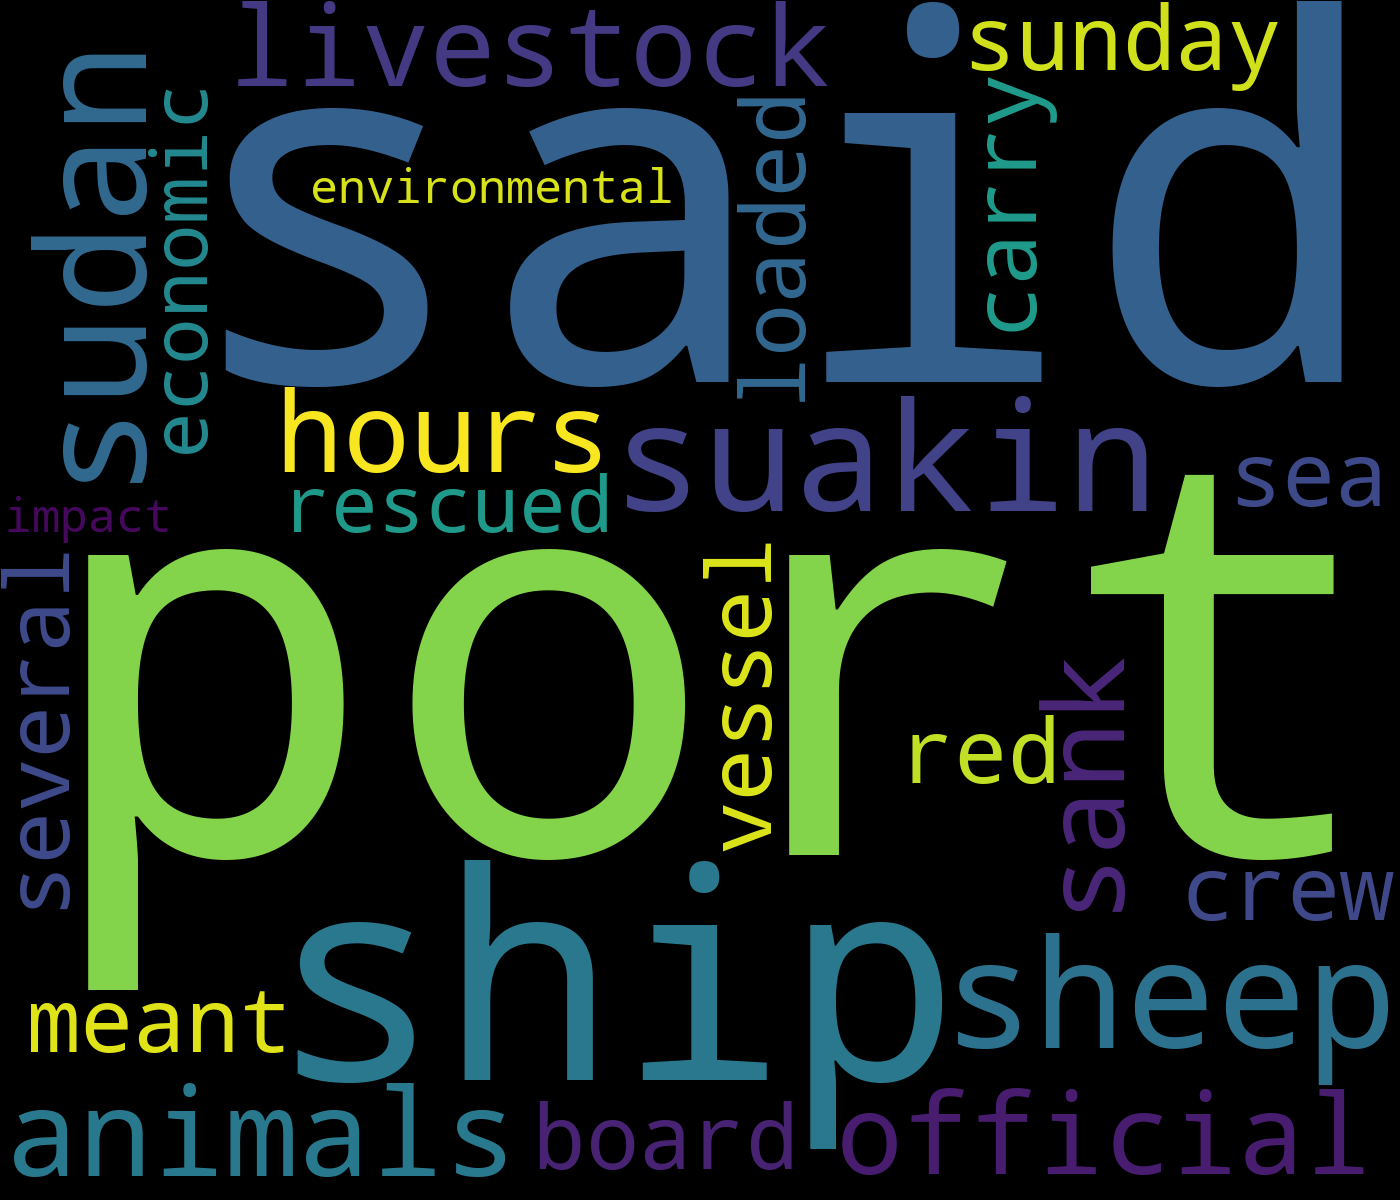 livestock
sunday
said
sudan
economic
environmental
loaded
carry
hours
suakin
sea
rescued
impact
port
several
vessel
red
sank
ship
crew
sheep
meant
animals
board
official